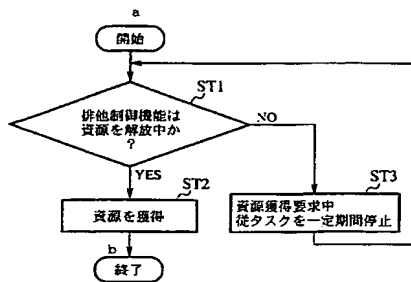 a
開始
ST1
排他制御機能は
資源を解放中か
?
NO
YES
ST2
資源を獲得
ST3
資源獲得要求中
従タスクを一定期間停止
b
終了